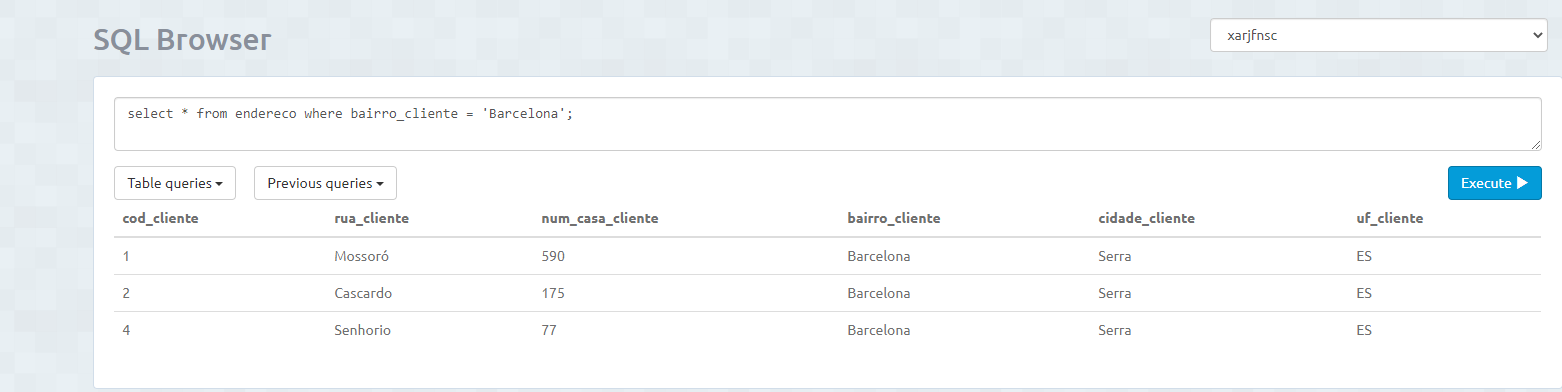 SQL Browser
xarjfnsc
select * from endereco where bairro_cliente = 'Barcelona';
Table queries Previous queries Execute
cod_cliente rua_cliente num_casa_cliente bairro_cliente cidade_cliente uf_cliente
1 Mossoró 590 Barcelona Serra ES
2 Cascardo 175 Barcelona Serra ES
4 Senhorio 77 Barcelona Serra ES